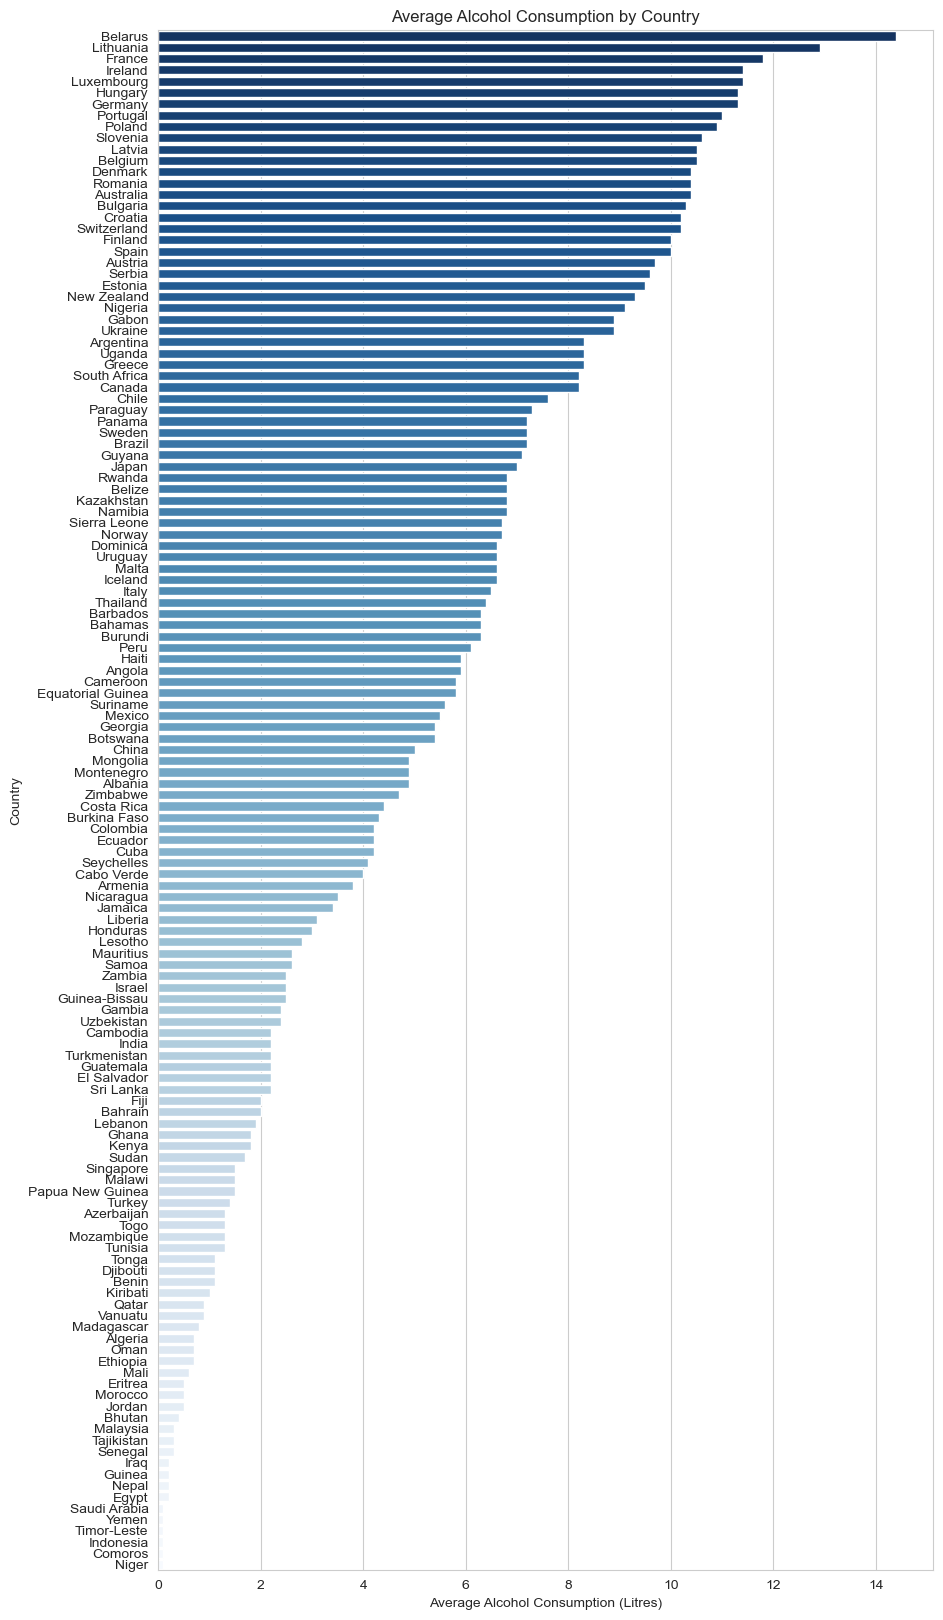 Average Alcohol Consumption by Country
Belarus
Lithuania
France
Ireland
Luxembourg
Hungary
Germany
Portugal
Poland
Slovenia
Latvia
Belgium
Denmark
Romania
Australia
Bulgaria
Croatia
Switzerland
Finland
Spain
Austria
Serbia
Estonia
New Zealand
Nigeria
Gabon
Ukraine
Argentina
Uganda
Greece
South Africa
Canada
Chile
Paraguay
Panama
Sweden
Brazil
Guyana
Japan
Rwanda
Belize
Kazakhstan
Namibia
Sierra Leone
Norway
Dominica
Uruguay
Malta
Iceland
Italy
Thailand
Barbados
Bahamas
Burundi
Peru
Haiti
Angola
Cameroon
Equatorial Guinea
Suriname
Mexico
Georgia
Botswana
China
Mongolia
Montenegro
Albania
Zimbabwe
Costa Rica
Burkina Faso
Colombia
Ecuador
Cuba
Seychelles
Cabo Verde
Armenia
Nicaragua
Jamaica
Liberia
Honduras
Lesotho
Mauritius
Samoa
Zambia
Israel
Guinea-Bissau
Gambia
Uzbekistan
Cambodia
India
Turkmenistan
Guatemala
El Salvador
Sri Lanka
Fiji
Bahrain
Lebanon
Ghana
Kenya
Sudan
Singapore
Malawi
Papua New Guinea
Turkey
Azerbaijan
Togo
Mozambique
Tunisia
Tonga
Djibouti
Benin
Kiribati
Qatar
Vanuatu
Madagascar
Algeria
Oman
Ethiopia
Mali
Eritrea
Morocco
Jordan
Bhutan
Malaysia
Tajikistan
Senegal
Iraq
Guinea
Nepal
Egypt
Saudi Arabia
Yemen
Timor-Leste
Indonesia
Comoros
Niger
Country
0 2 4 6 8 10 12 14
Average Alcohol Consumption (Litres)